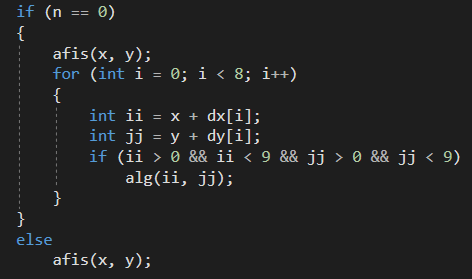 if (n == 0)
{
afis(x, y);
for (int i = 0; i < 8; i++)
{
int ii = x + dx[i];
int jj = y + dy[i];
if (ii > 0 && ii < 9 && jj > 0 && jj < 9)
alg(ii, jj);
}
}
else
afis(x, y);